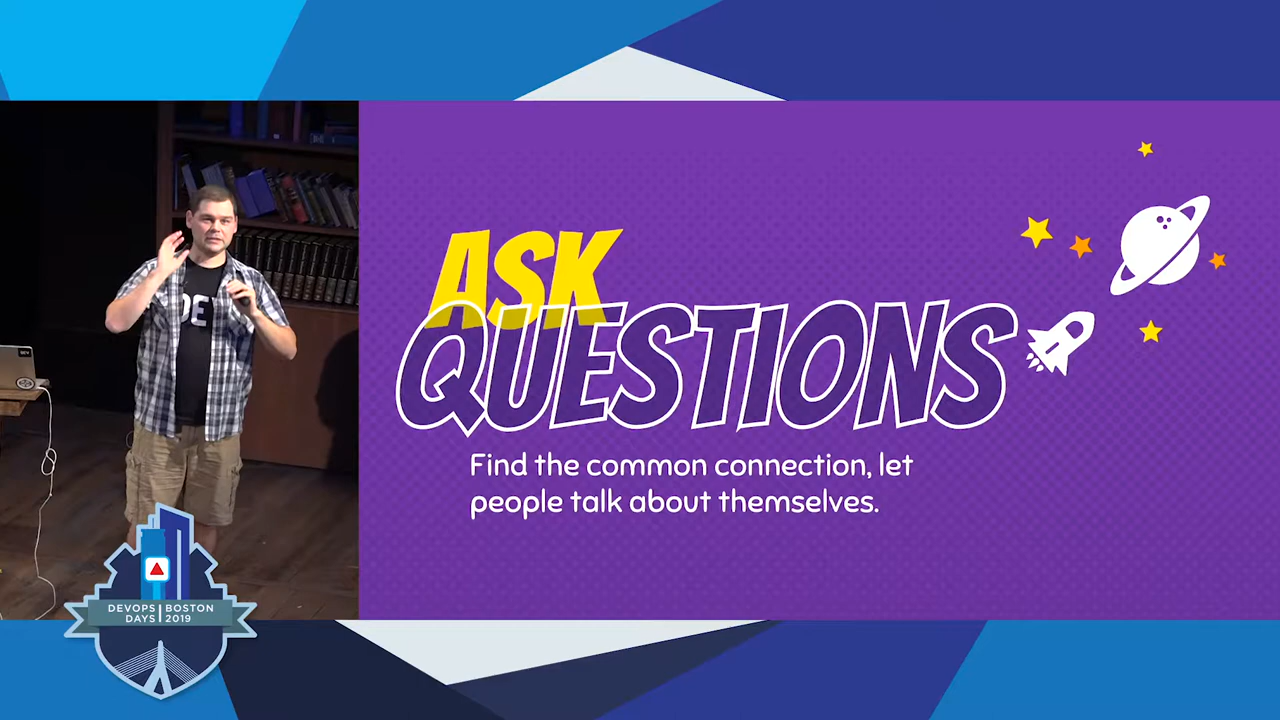 ASK
QUESTIONS
Find the common connection, let
people talk about themselves.
DEVOPS BOSTON
DAYS 2019